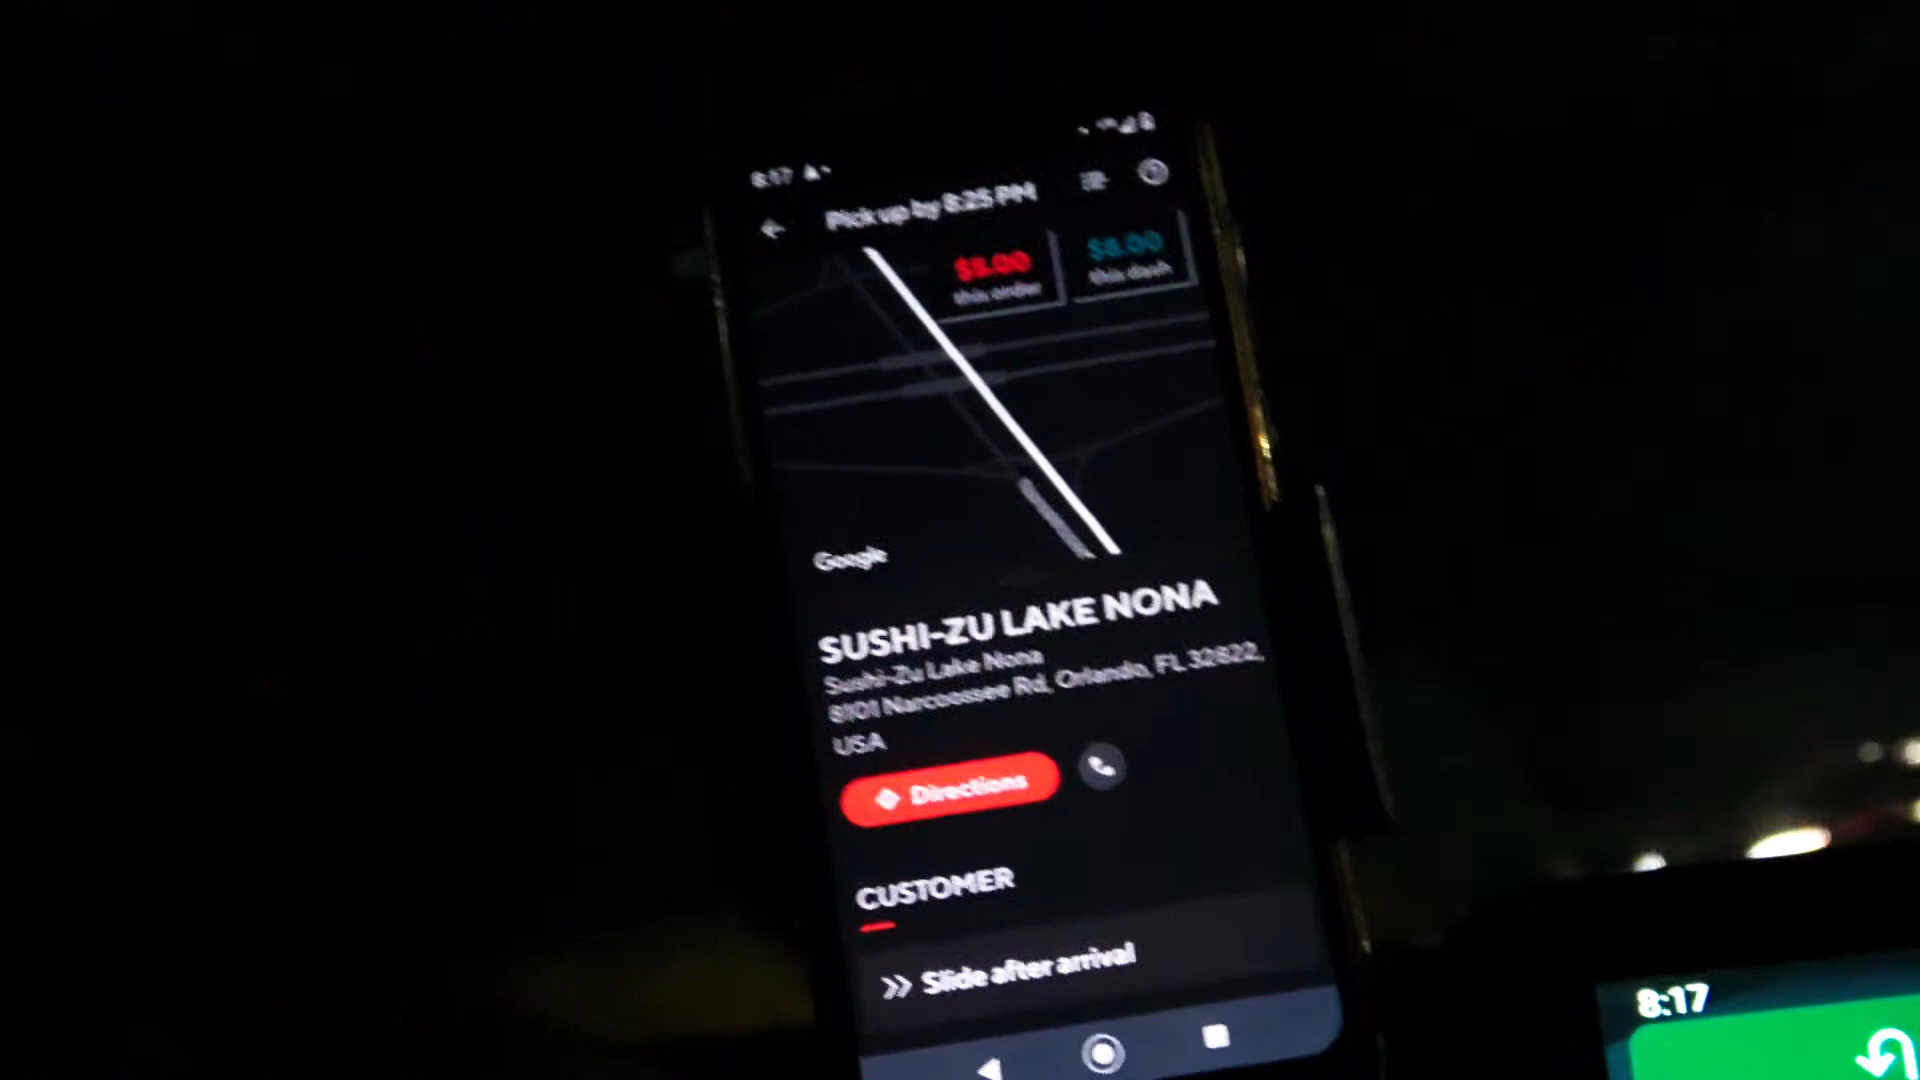 8:17
Pick up by 8:25 PM
$8.00
this order
$8.00
this dash
Google
SUSHI-ZU LAKE NONA
Sushi-Zu Lake Nona
8101 Narcoossee Rd, Orlando, FL 32822,
USA
Directions
CUSTOMER
Slide after arrival
8:17